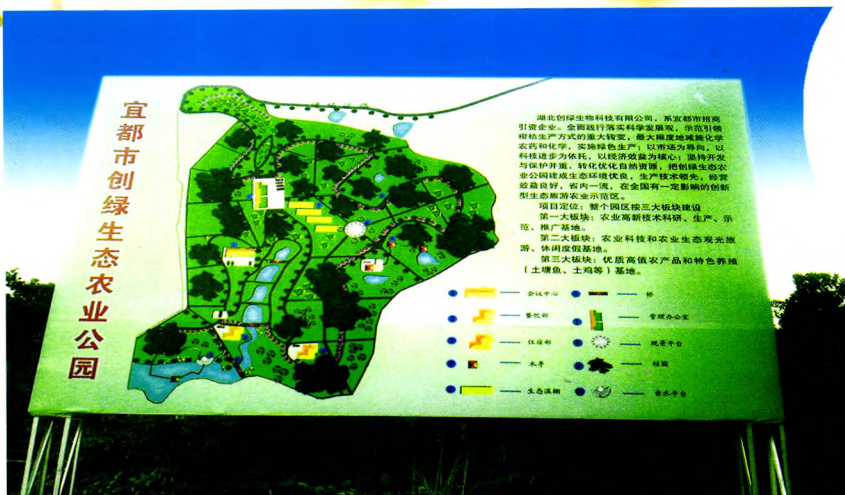 宜都市创绿生态农业公园
湖北创绿生物科技有限公司，系宜都市招商
引资企业。全面践行落实科学发展观，示范引领
柑桔生产方式的重大转变，最大限度地减施化学
农药和化学，实施绿色生产；以市场为导向，以
科技进步为依托，以经济效益为核心；坚持开发
与保护并重，转化优化自然资源，把创绿生态农
业公园建成生态环境优良，生产技术领先，经营
效益良好，省内一流，在全国有一定影响的创新
型生态旅游农业示范区。
项目定位：整个园区按三大板块建设
第一大板块：农业高新技术科研、生产、示
范、推广基地。
第二大板块：农业科技和农业生态观光旅
游、休闲度假基地。
第三大板块：优质高值农产品和特色养殖
（土塘鱼、土鸡等）基地。
会议中心
桥
餐饮部
管理办公室
住宿部
观景平台
木亭
桔园
生态温棚
亲水平台